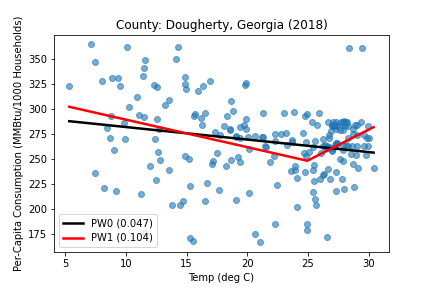 County: Dougherty, Georgia (2018)
Per-Capita Consumption (MMBtu/1000 Households)
350
325
300
275
250
225
200
175
PW0 (0.047)
PW1 (0.104)
5
10
15
20
25
30
Temp (deg C)